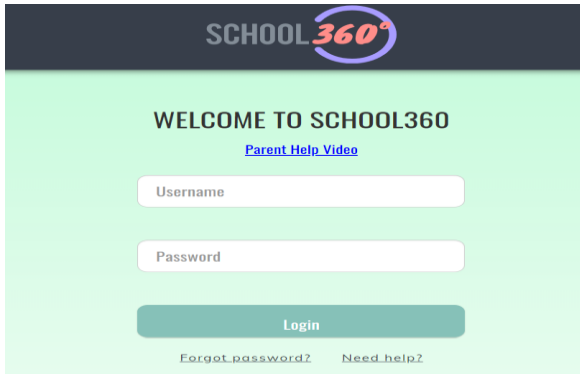 SCHOOL360°
WELCOME TO SCHOOL360
Parent Help Video
Username
Password
Login
Forgot password? Need help?